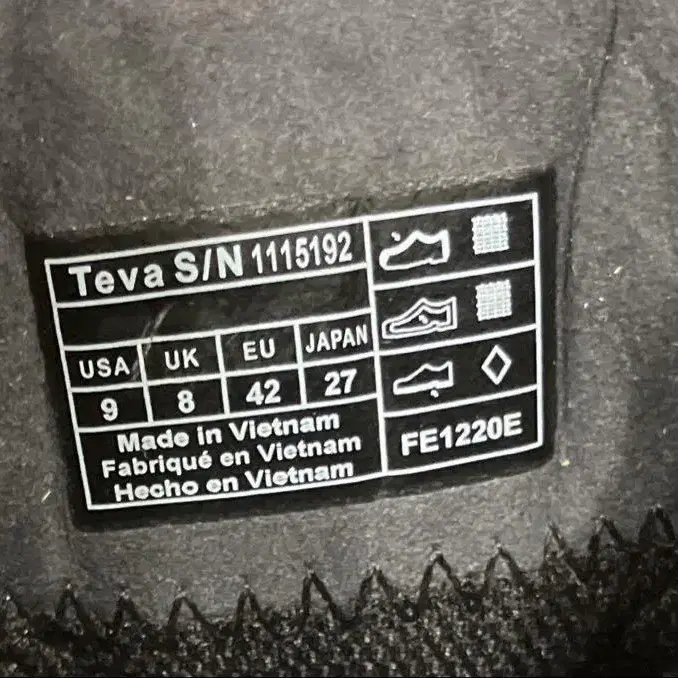 Teva S/N 1115192
USA UK EU JAPAN
9 8 42 27
Made in Vietnam
Fabriqué en Vietnam
Hecho en Vietnam
FE1220E